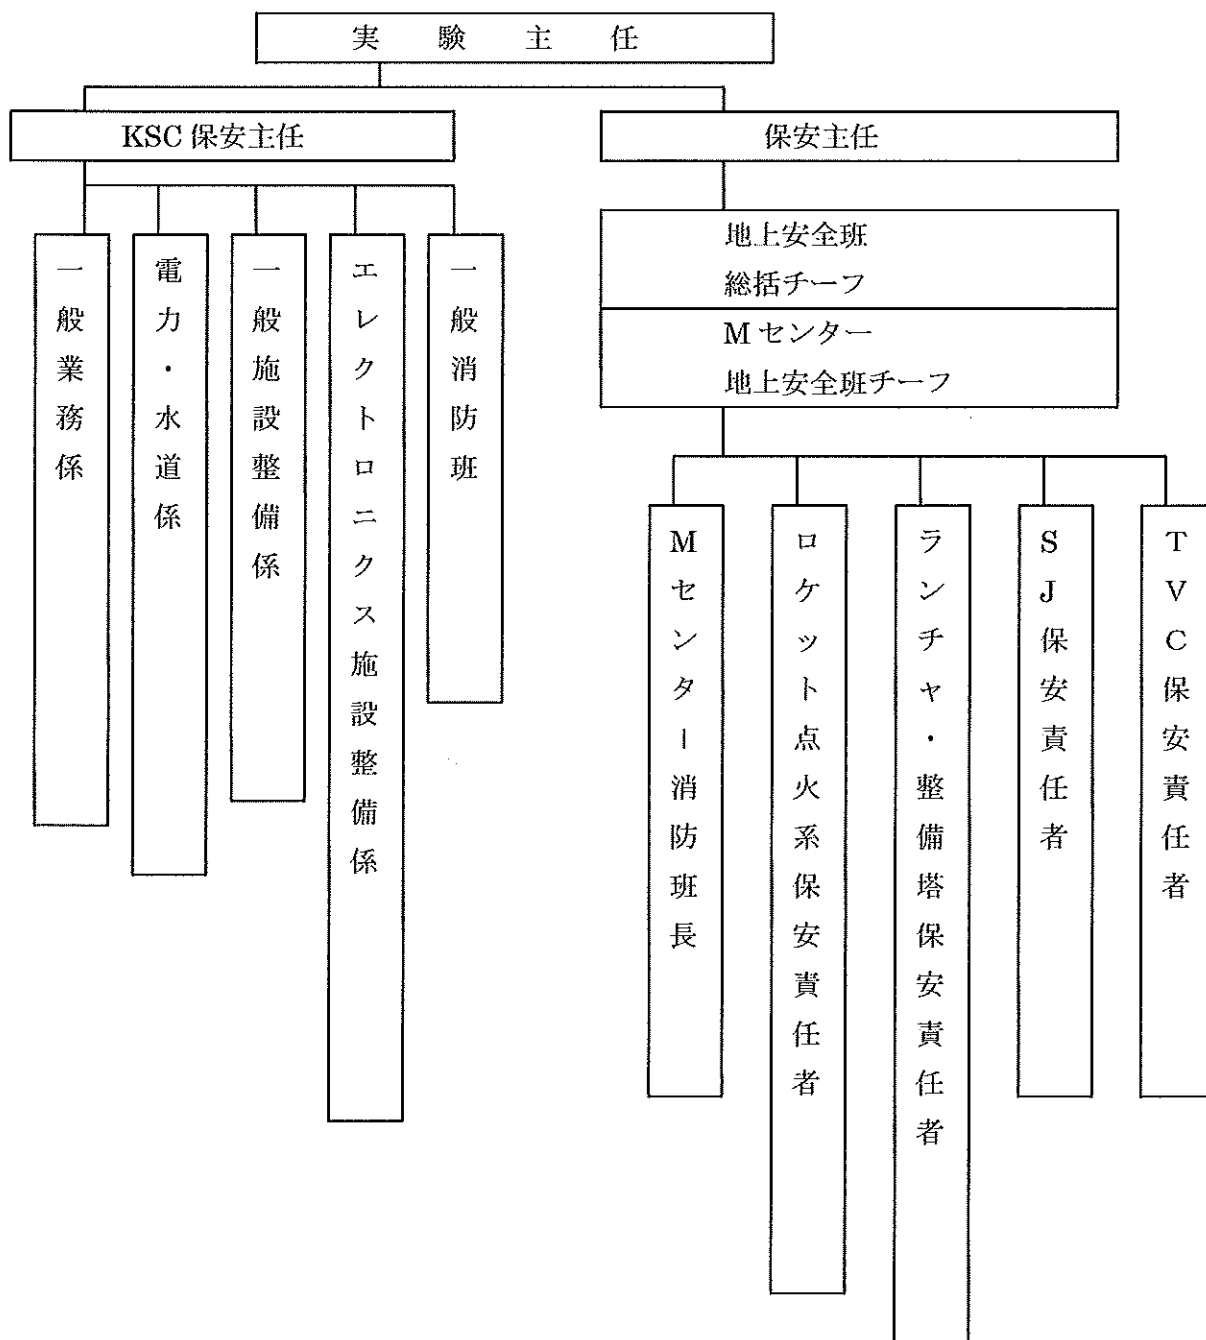 実験主任
KSC保安主任
保安主任
地上安全班
総括チーフ
Mセンター
地上安全班チーフ
一般業務係
電力・水道係
一般施設整備係
エレクトロニクス施設整備係
一般消防班
Mセンター消防班長
ロケット点火系保安責任者
ランチャ・整備塔保安責任者
SJ保安責任者
TVC保安責任者